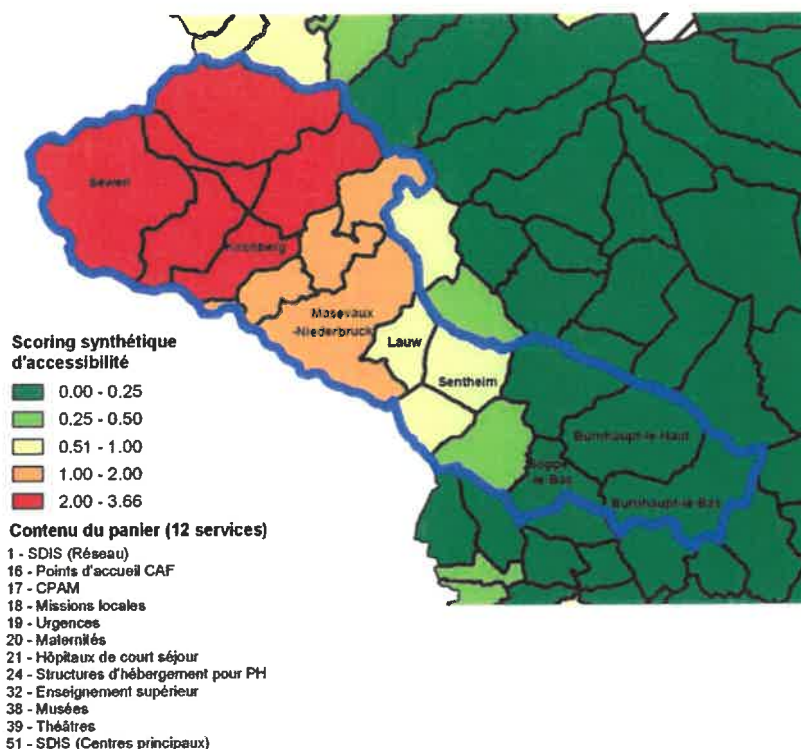 Sewen
Kirchberg
Masevaux
-Niederbruck
Lauw
Sentheim
Burnhaupt-le-Haut
Soppe
-le-Bas
Burnhaupt-le-Bas
Scoring synthétique
d'accessibilité
0.00 - 0.25
0.25 - 0.50
0.51 - 1.00
1.00 - 2.00
2.00 - 3.66
Contenu du panier (12 services)
1 - SDIS (Réseau)
16 - Points d'accueil CAF
17 - CPAM
18 - Missions locales
19 - Urgences
20 - Maternités
21 - Hôpitaux de court séjour
24 - Structures d'hébergement pour PH
32 - Enseignement supérieur
38 - Musées
39 - Théâtres
51 - SDIS (Centres principaux)